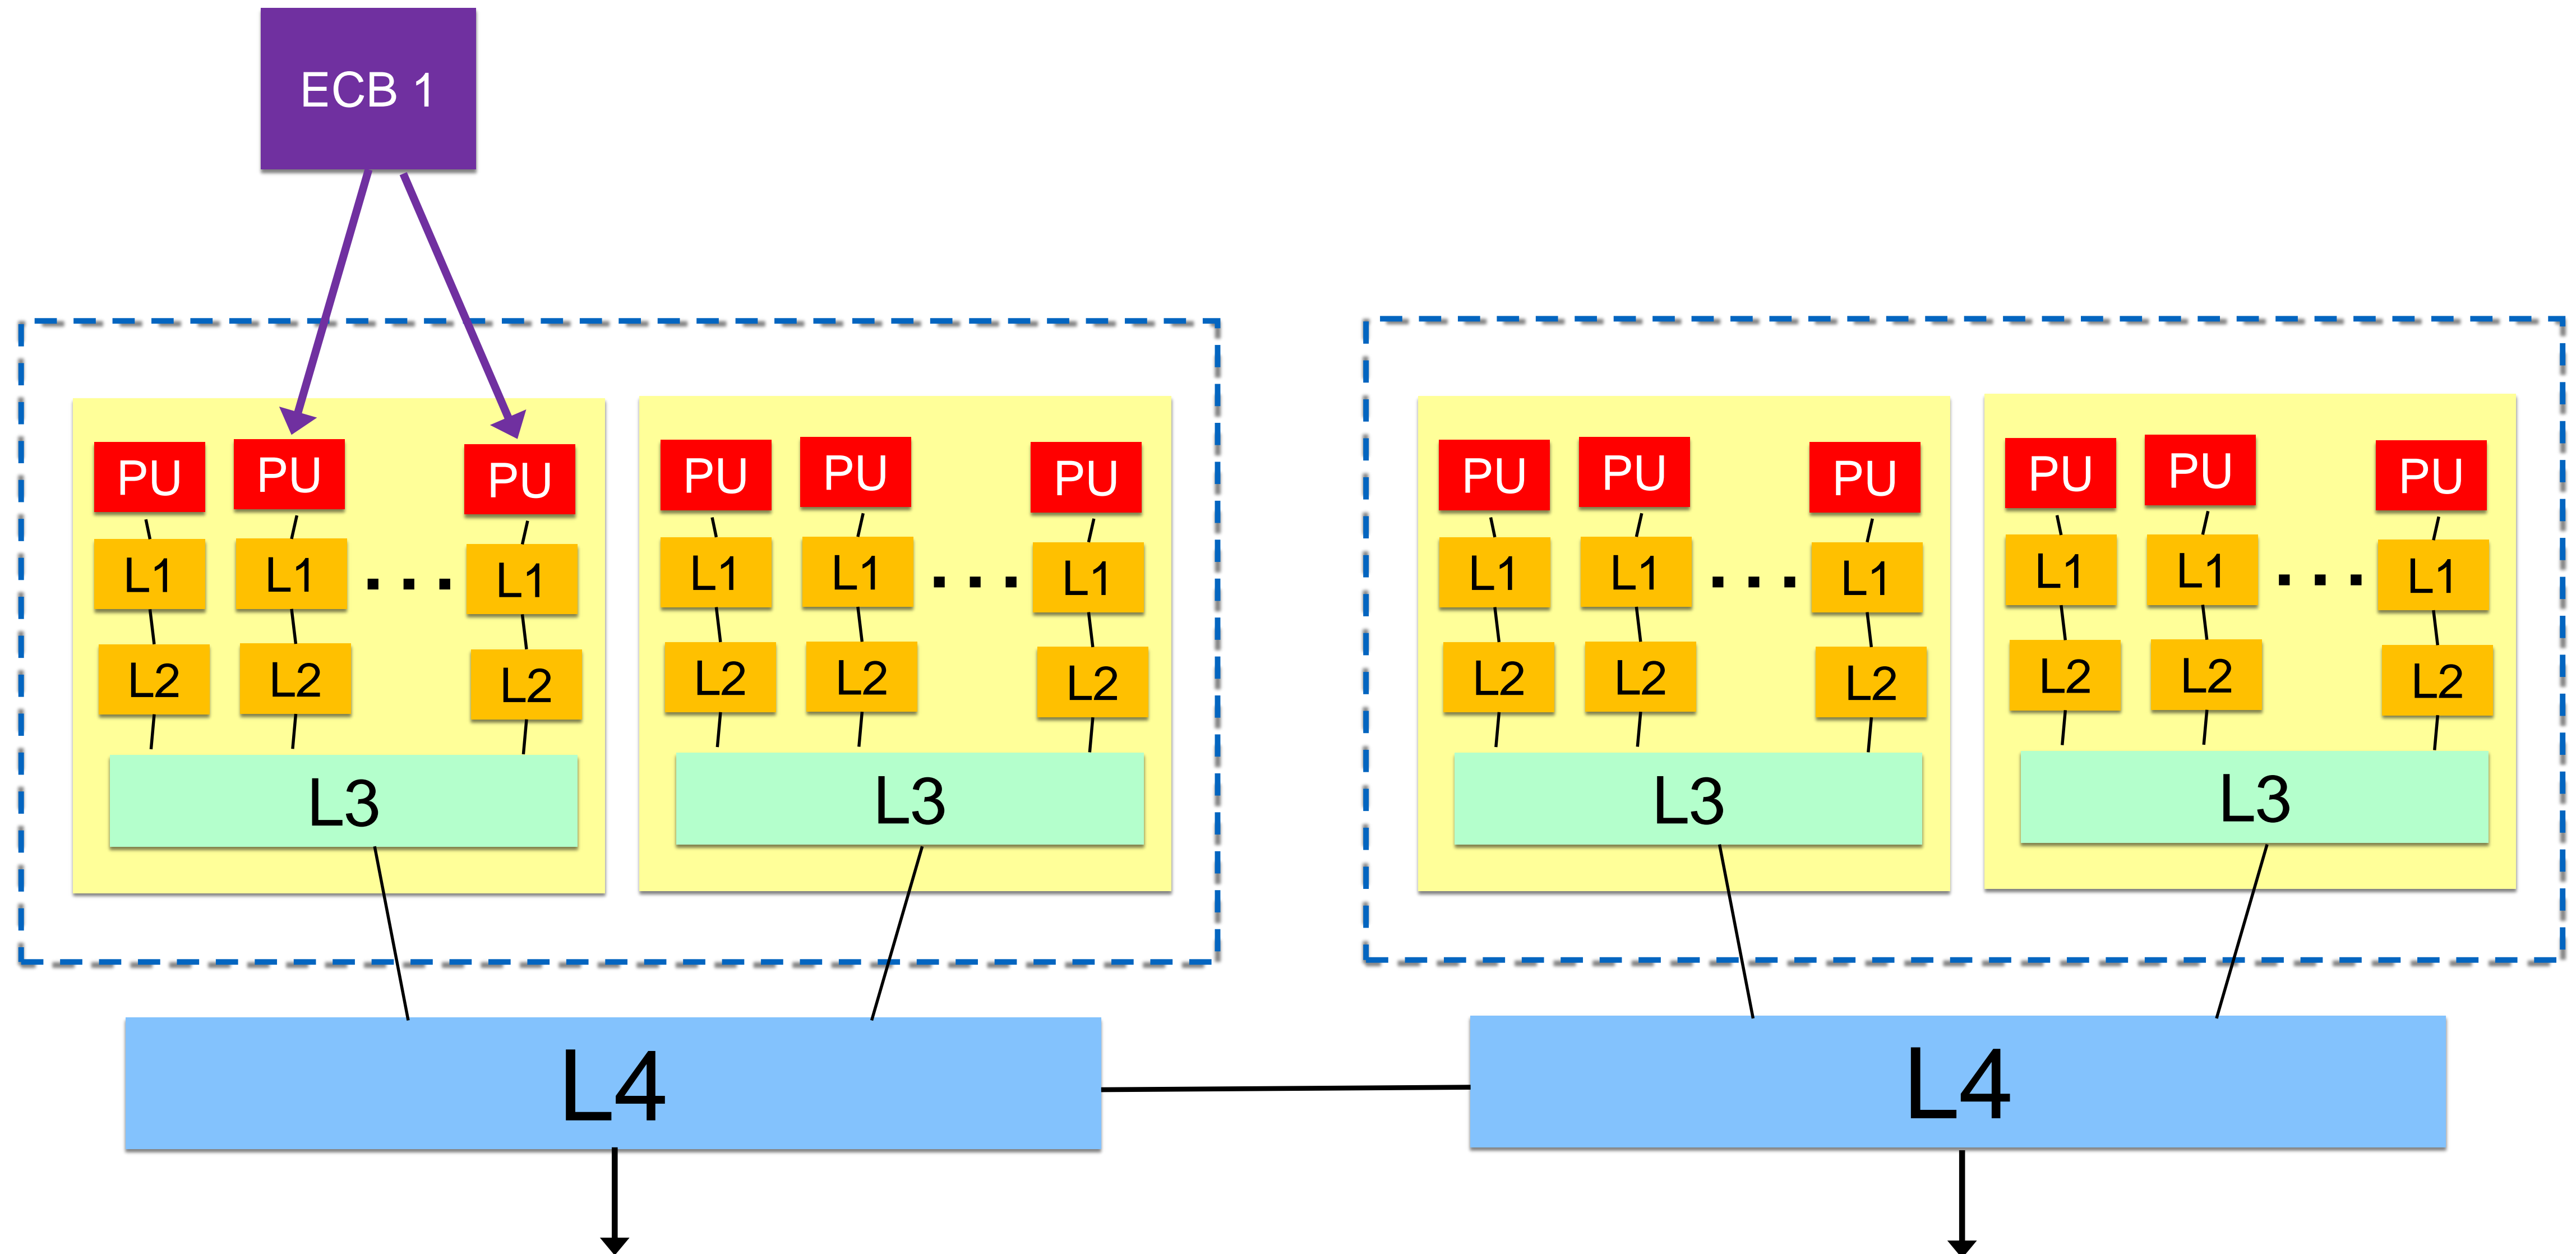 ECB 1
PU PU PU PU PU PU PU PU PU PU PU PU
L1 L1 ... L1 L1 L1 ... L1 L1 L1 ... L1 L1 L1 ... L1
L2 L2 L2 L2 L2 L2 L2 L2 L2 L2 L2 L2
L3 L3 L3 L3
L4 L4